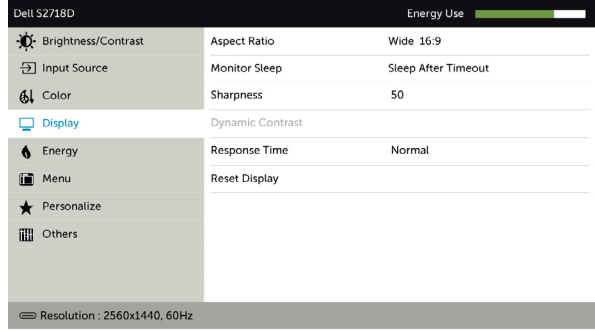 Dell S2718D Energy Use
Brightness/Contrast Aspect Ratio Wide 16:9
Input Source Monitor Sleep Sleep After Timeout
Color Sharpness 50
Display Dynamic Contrast
Energy Response Time Normal
Menu Reset Display
Personalize
Others
Resolution : 2560x1440, 60Hz